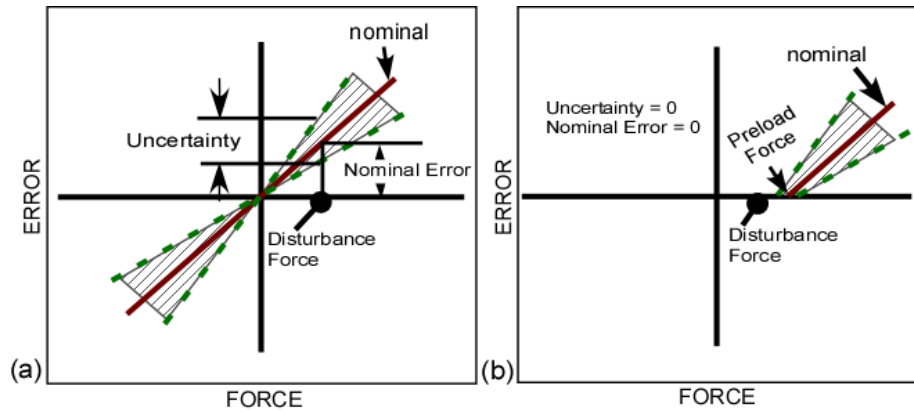 nominal
Uncertainty
Nominal Error
Disturbance
Force
ERROR
(a)
FORCE
nominal
Uncertainty = 0
Nominal Error = 0
Preload
Force
Disturbance
Force
ERROR
(b)
FORCE